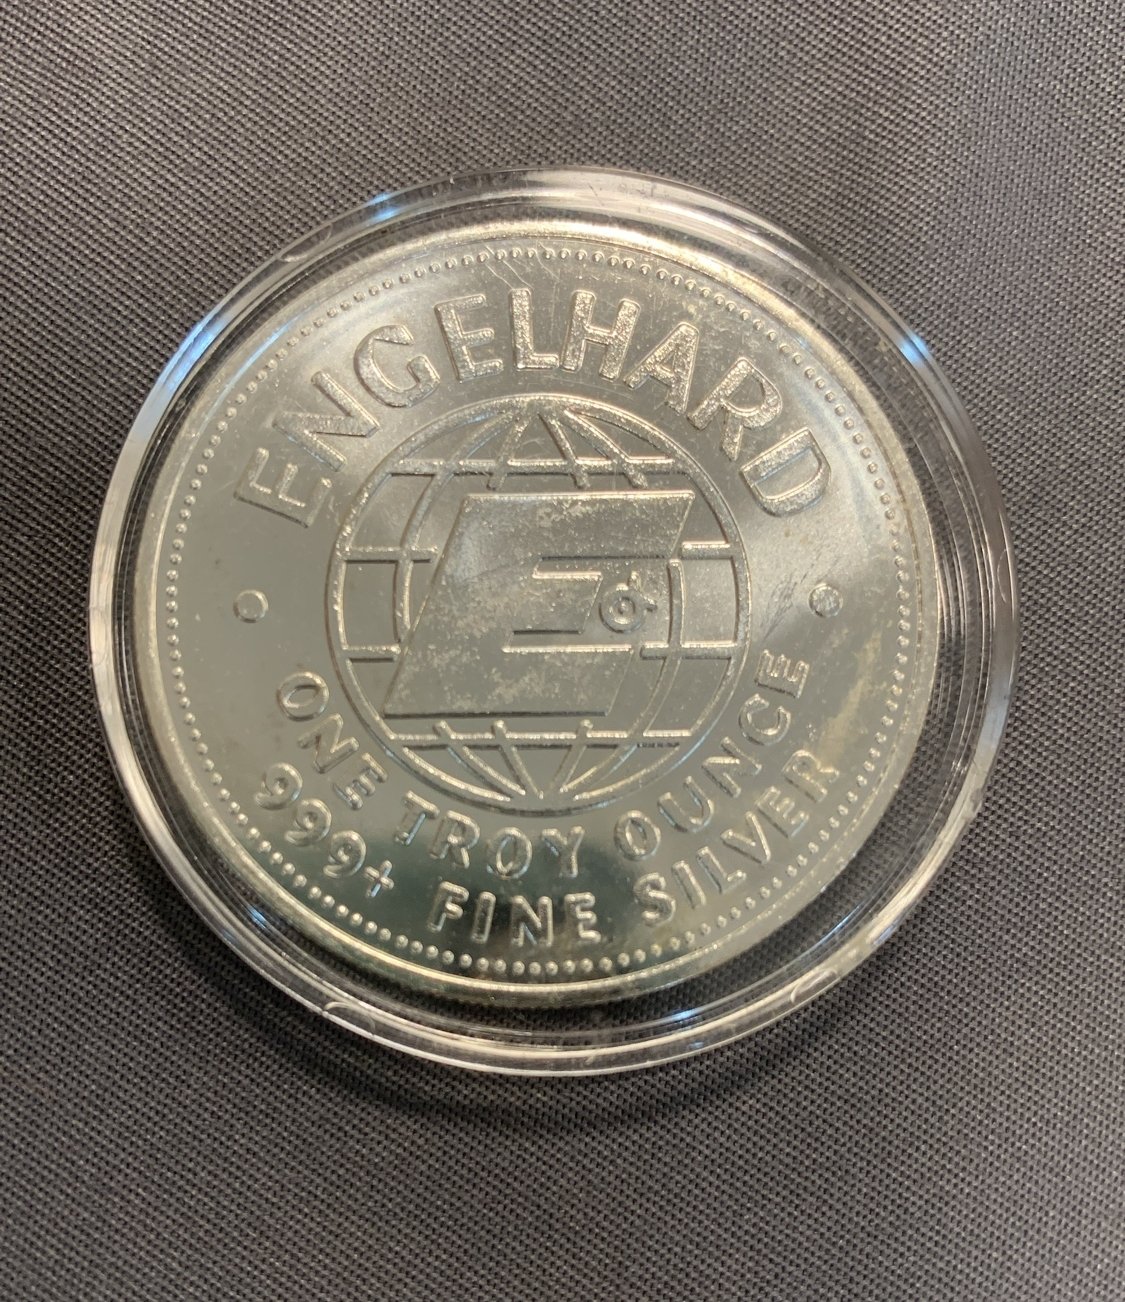 ENGELHARD
E
ONE TROY OUNCE
999+ FINE SILVER